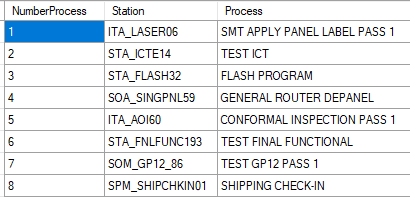 NumberProcess Station Process
1 ITA_LASER06 SMT APPLY PANEL LABEL PASS 1
2 STA_ICTE14 TEST ICT
3 STA_FLASH32 FLASH PROGRAM
4 SOA_SINGPNL59 GENERAL ROUTER DEPANEL
5 ITA_AOI60 CONFORMAL INSPECTION PASS 1
6 STA_FNLFUNC193 TEST FINAL FUNCTIONAL
7 SOM_GP12_86 TEST GP12 PASS 1
8 SPM_SHIPCHKIN01 SHIPPING CHECK-IN